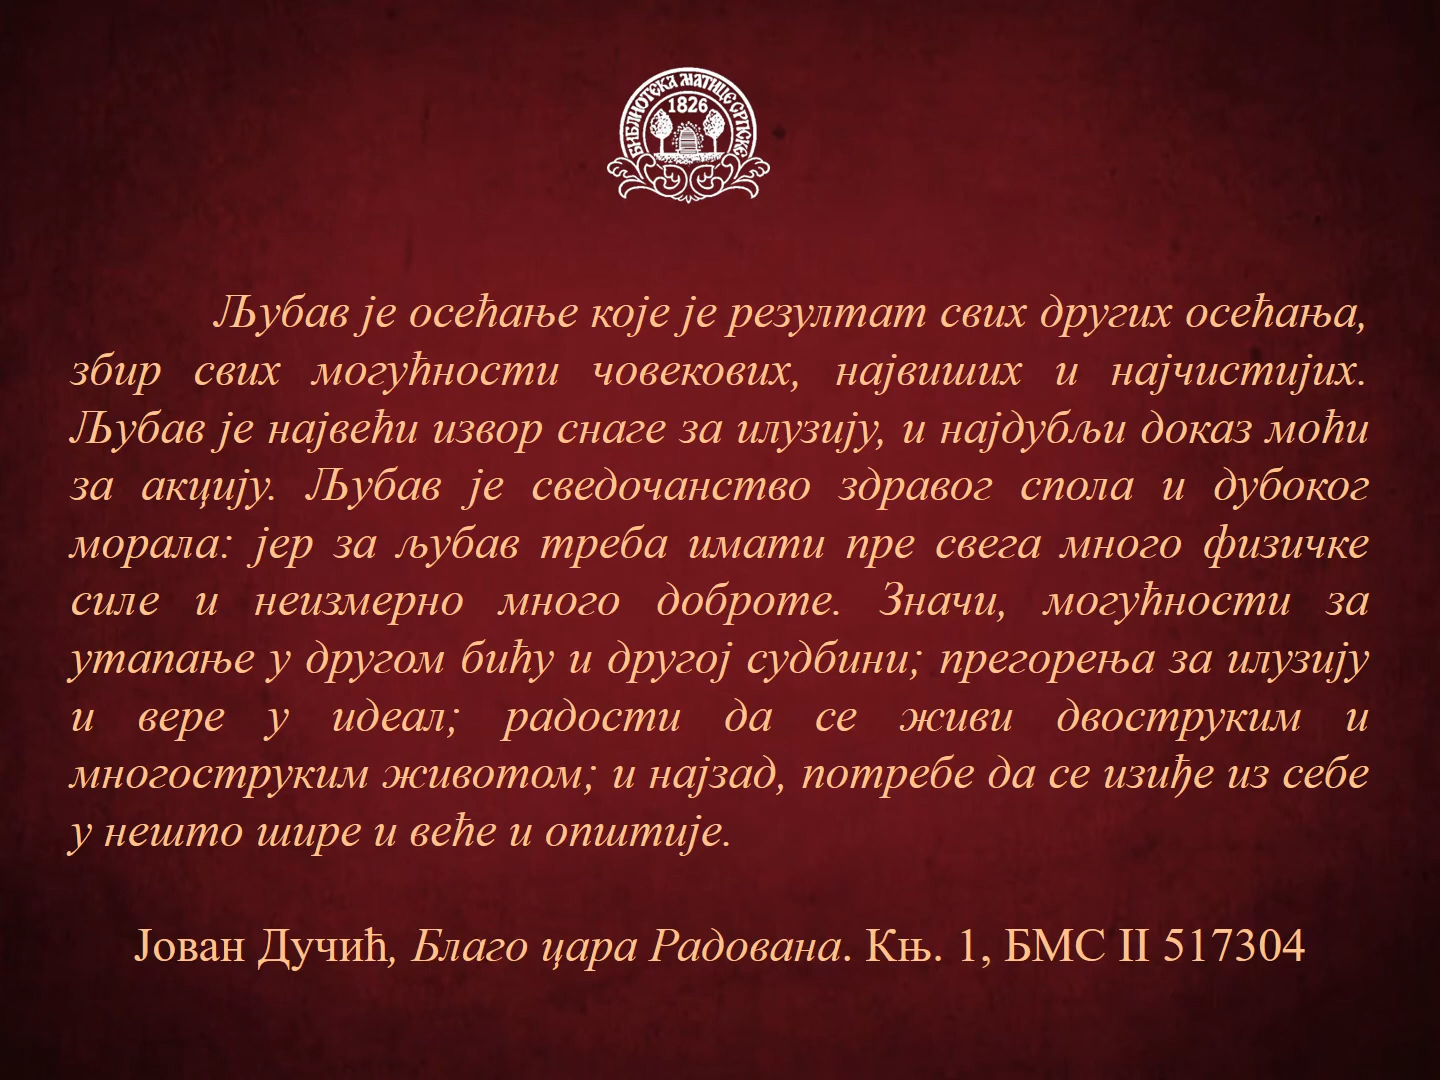 БИБЛИОТЕКА МАТИЦЕ СРПСКЕ
1826
Љубав је осећање које је резултат свих других осећања,
збир свих могућности човекових, највиших и најчистијих.
Љубав је највећи извор снаге за илузију, и најдубљи доказ моћи
за акцију. Љубав је сведочанство здравог спола и дубоког
морала: јер за љубав треба имати пре свега много физичке
силе и неизмерно много доброте. Значи, могућности за
утапање у другом бићу и другој судбини; прегорења за илузију
и вере у идеал; радости да се живи двоструким и
многоструким животом; и најзад, потребе да се изиђе из себе
у нешто шире и веће и општије.
Јован Дучић, Благо цара Радована. Књ. 1, БМС II 517304